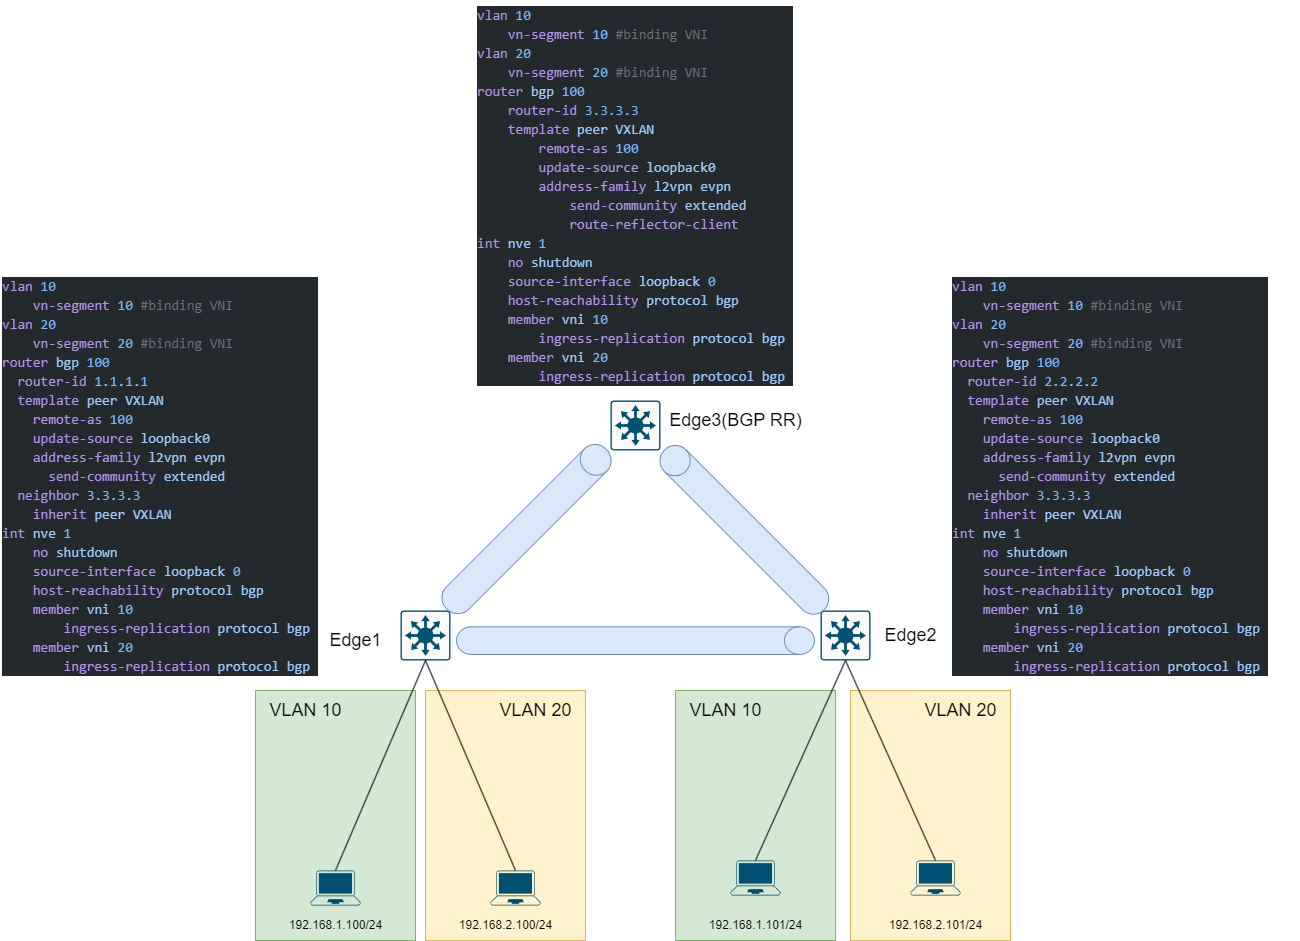 vlan 10
    vn-segment 10 #binding VNI
vlan 20
    vn-segment 20 #binding VNI
router bgp 100
    router-id 3.3.3.3
    template peer VXLAN
        remote-as 100
        update-source loopback0
        address-family l2vpn evpn
            send-community extended
            route-reflector-client
int nve 1
    no shutdown
    source-interface loopback 0
    host-reachability protocol bgp
    member vni 10
        ingress-replication protocol bgp
    member vni 20
        ingress-replication protocol bgp
vlan 10
    vn-segment 10 #binding VNI
vlan 20
    vn-segment 20 #binding VNI
router bgp 100
  router-id 1.1.1.1
  template peer VXLAN
    remote-as 100
    update-source loopback0
    address-family l2vpn evpn
      send-community extended
  neighbor 3.3.3.3
    inherit peer VXLAN
int nve 1
    no shutdown
    source-interface loopback 0
    host-reachability protocol bgp
    member vni 10
        ingress-replication protocol bgp
    member vni 20
        ingress-replication protocol bgp
vlan 10
    vn-segment 10 #binding VNI
vlan 20
    vn-segment 20 #binding VNI
router bgp 100
  router-id 2.2.2.2
  template peer VXLAN
    remote-as 100
    update-source loopback0
    address-family l2vpn evpn
      send-community extended
  neighbor 3.3.3.3
    inherit peer VXLAN
int nve 1
    no shutdown
    source-interface loopback 0
    host-reachability protocol bgp
    member vni 10
        ingress-replication protocol bgp
    member vni 20
        ingress-replication protocol bgp
Edge3(BGP RR)
Edge1
Edge2
VLAN 10
VLAN 20
VLAN 10
VLAN 20
192.168.1.100/24
192.168.2.100/24
192.168.1.101/24
192.168.2.101/24